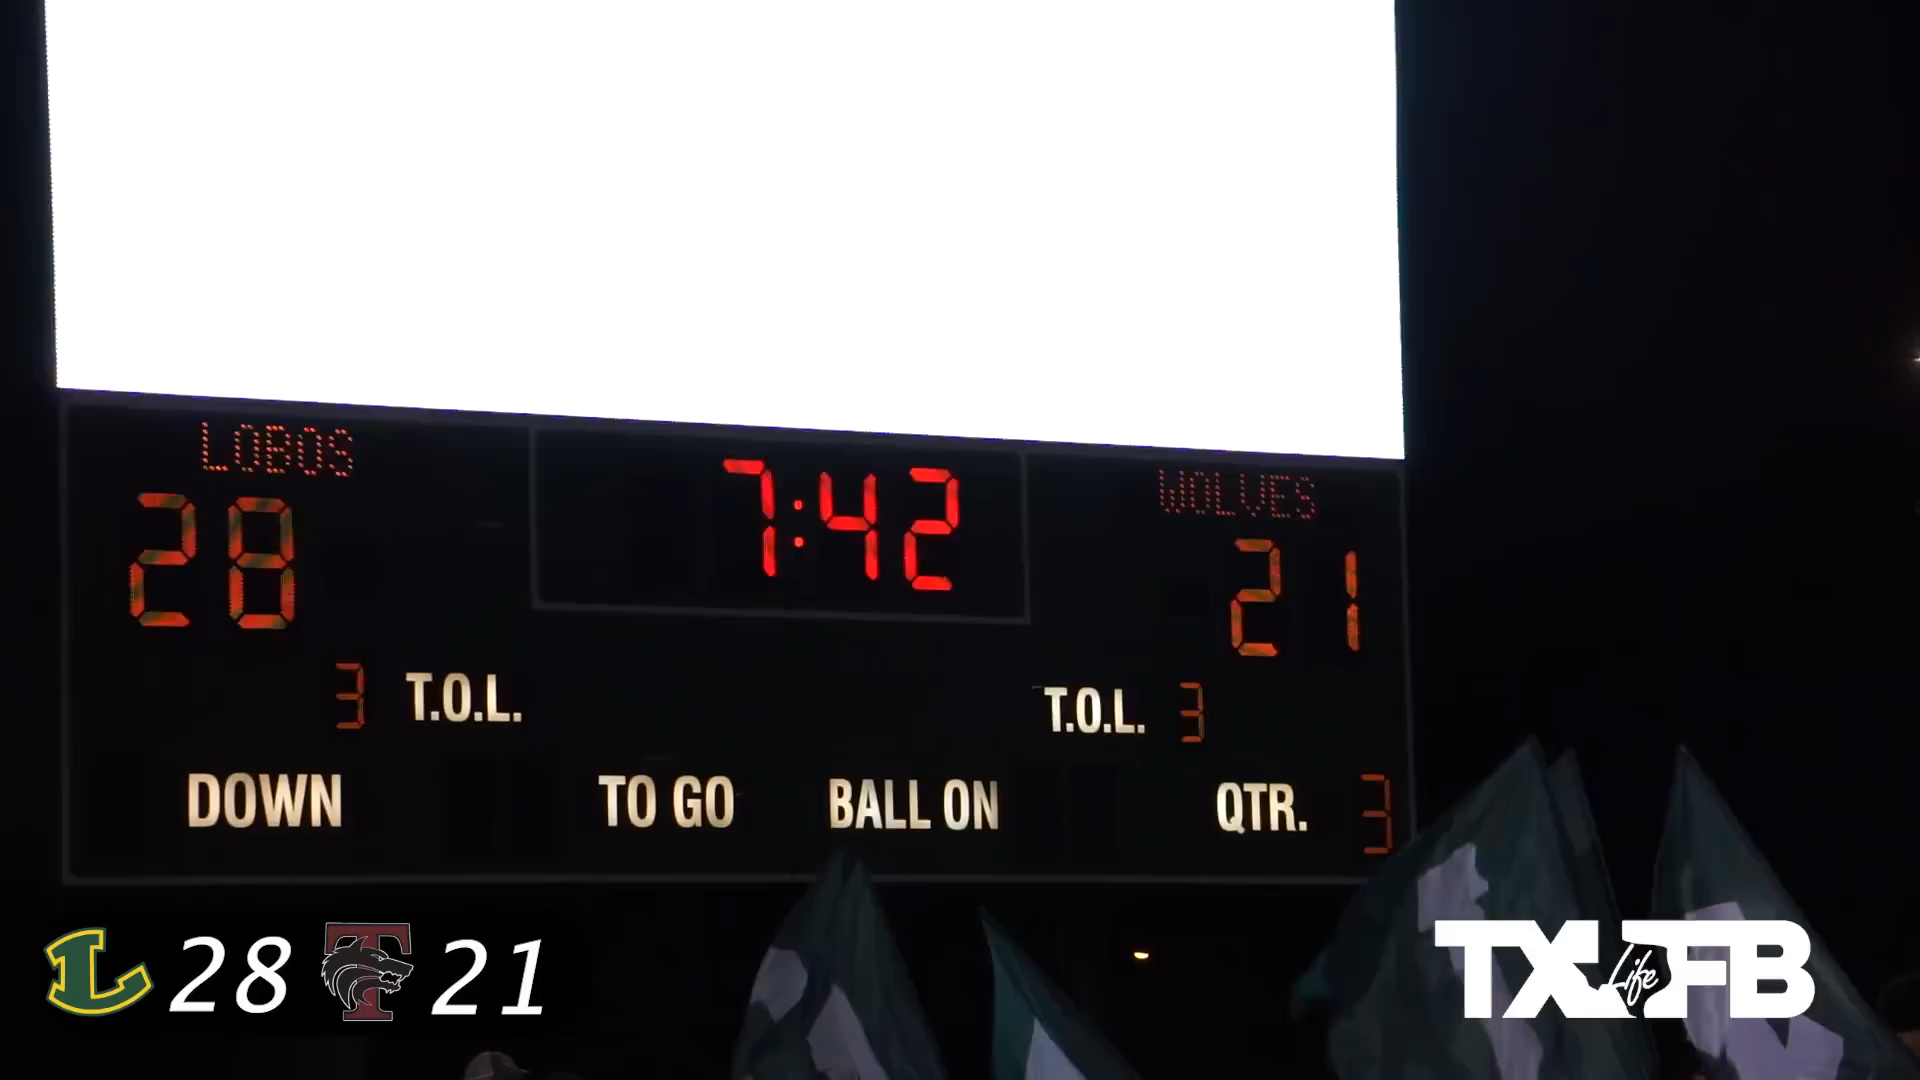 LOBOS
7:42
WOLVES
28
21
3 T.O.L.
T.O.L. 3
DOWN
TO GO
BALL ON
QTR. 3
L 28 T 21
TX Life FB